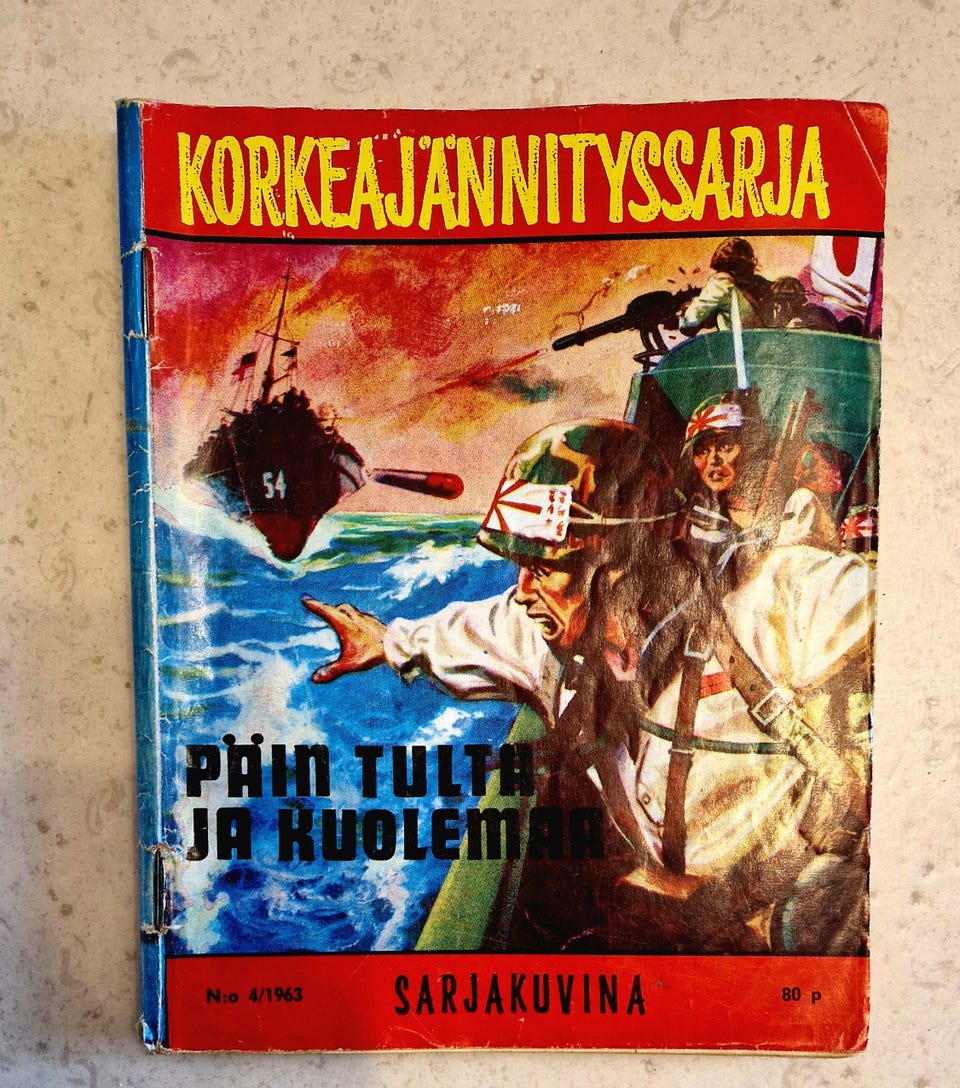 KORKEAJÄNNITYSSARJA
54
PÄIN TULTA
JA KUOLEMAA
N:o 4/1963 SARJAKUVINA 80 p